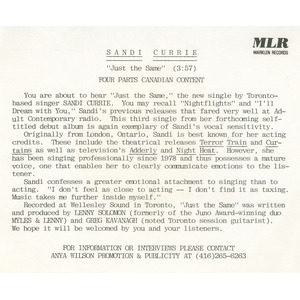 SANDI CURRIE
MLR
MARKLEN RECORDS
"Just the Same" (3:57)
FOUR PARTS CANADIAN CONTENT
You are about to hear "Just the Same," the new single by Toronto-
based singer SANDI CURRIE. You may recall "Nightflights" and "I'll
Dream with You," Sandi's previous releases that fared very well at Ad-
ult Contemporary radio. This third single from her forthcoming self-
titled debut album is again exemplary of Sandi's vocal sensitivity.
Originally from London, Ontario, Sandi is best known for her acting
credits. These include the theatrical releases Terror Train and Cur-
tains as well as television's Adderly and Night Heat. However, she
has been singing professionally since 1978 and thus possesses a mature
voice, one that enables her to clearly communicate emotions to the lis-
tener.
Sandi confesses a greater emotional attachment to singing than to
acting. "I don't feel as close to acting -- I don't find it as taxing.
Music takes me further inside myself."
Recorded at Wellesley Sound in Toronto, "Just the Same" was written
and produced by LENNY SOLOMON (formerly of the Juno Award-winning duo
MYLES & LENNY) and GREG KAVANAGH (noted Toronto session guitarist).
We hope it will be welcomed by you and your listeners.
FOR INFORMATION OR INTERVIEWS PLEASE CONTACT
ANYA WILSON PROMOTION & PUBLICITY AT (416)265-6263